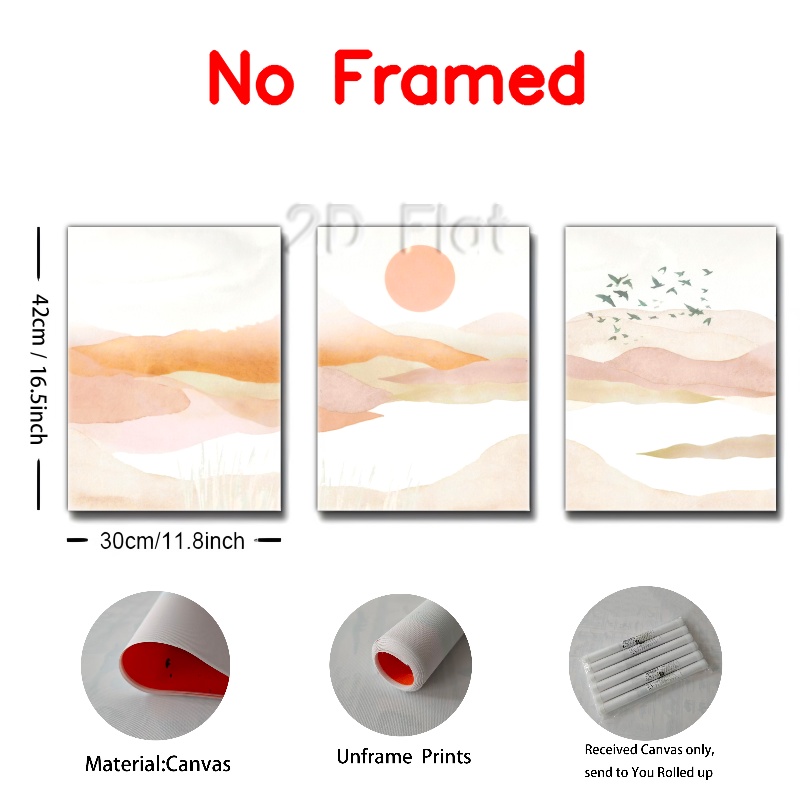 No Framed
2D Flat
42cm / 16.5inch
30cm/11.8inch
Material:Canvas
Unframe Prints
Received Canvas only,
send to You Rolled up